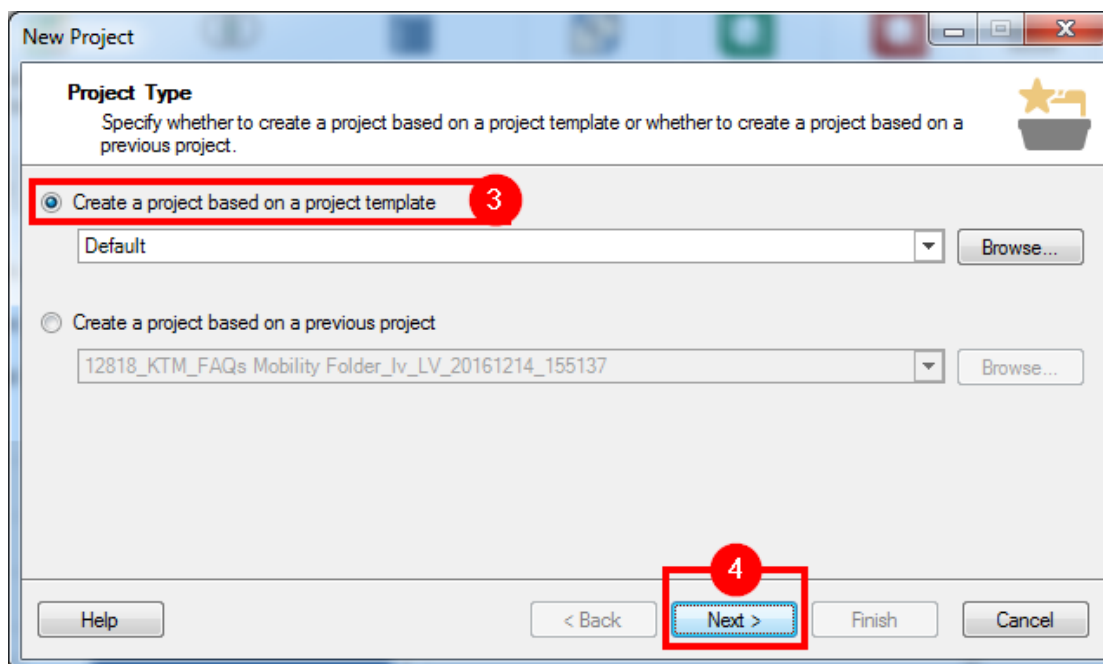 New Project
Project Type
Specify whether to create a project based on a project template or whether to create a project based on a
previous project.
Create a project based on a project template
3
Default
Browse...
Create a project based on a previous project
12818_KTM_FAQs Mobility Folder_lv_LV_20161214_155137
Browse...
4
Help
< Back
Next >
Finish
Cancel